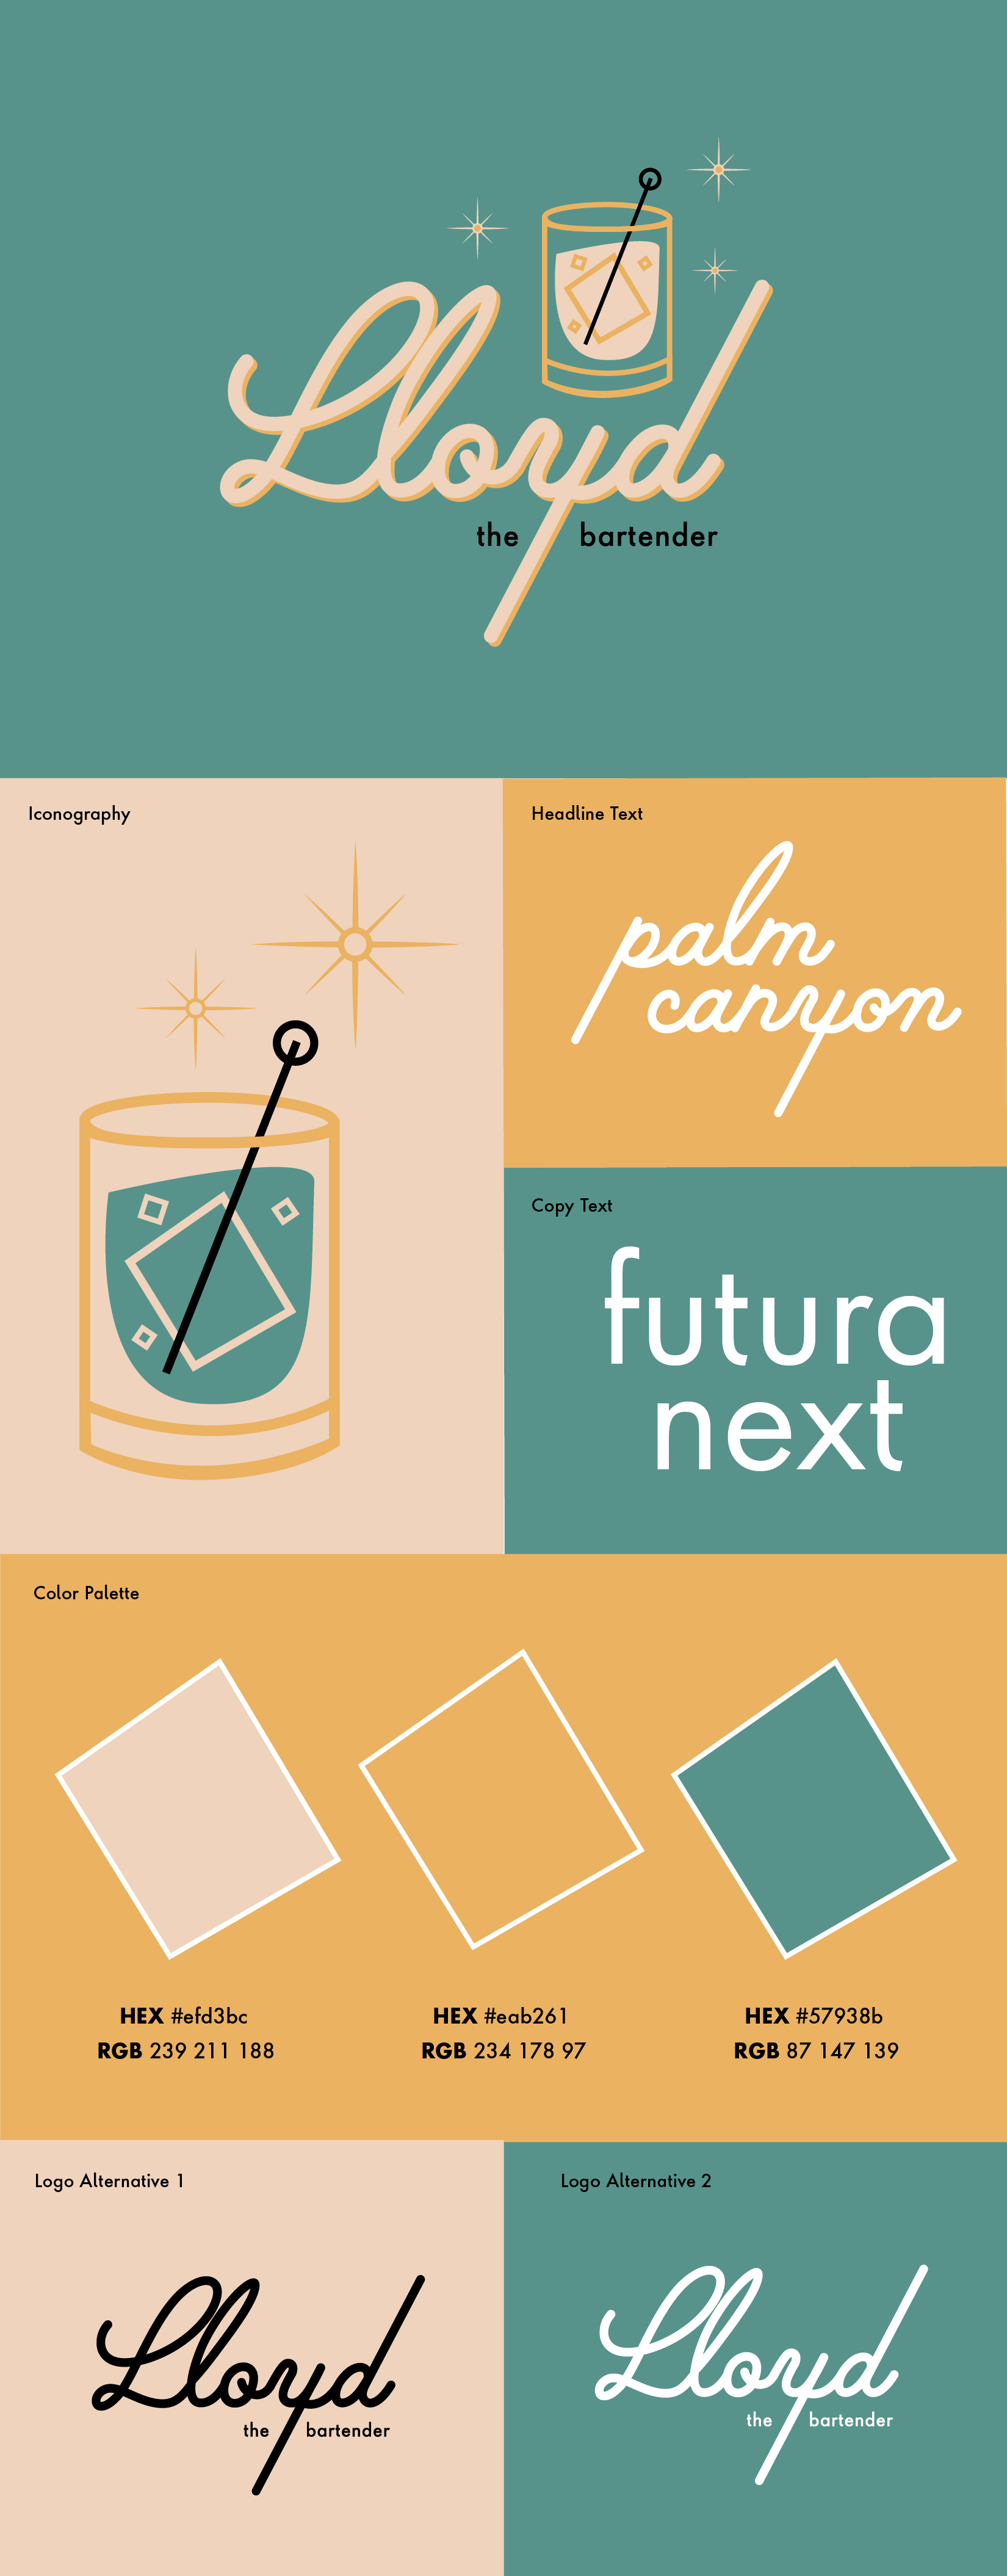 Lloyd
the bartender
Iconography
Headline Text
palm
canyon
Copy Text
futura
next
Color Palette
HEX #efd3bc
RGB 239 211 188
HEX #eab261
RGB 234 178 97
HEX #57938b
RGB 87 147 139
Logo Alternative 1
Lloyd
the bartender
Logo Alternative 2
Lloyd
the bartender